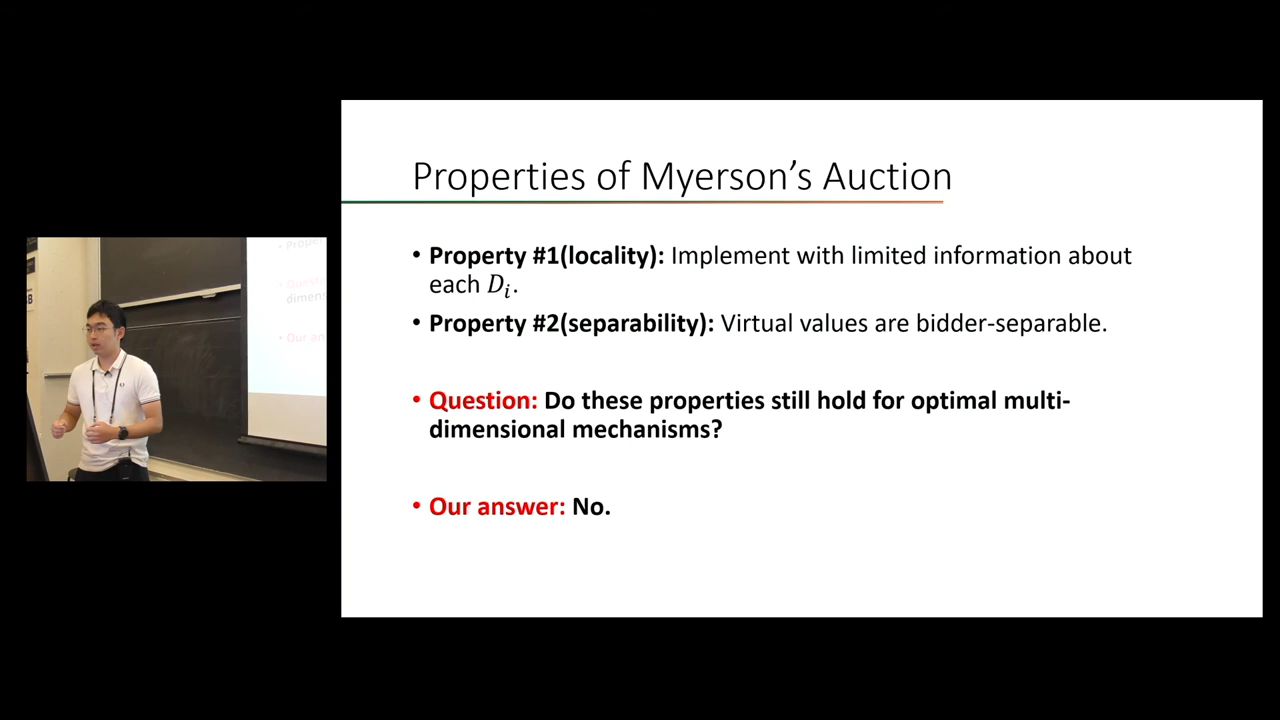 Properties of Myerson's Auction
• Property #1(locality): Implement with limited information about
each Dᵢ.
• Property #2(separability): Virtual values are bidder-separable.
• Question: Do these properties still hold for optimal multi-
dimensional mechanisms?
• Our answer: No.